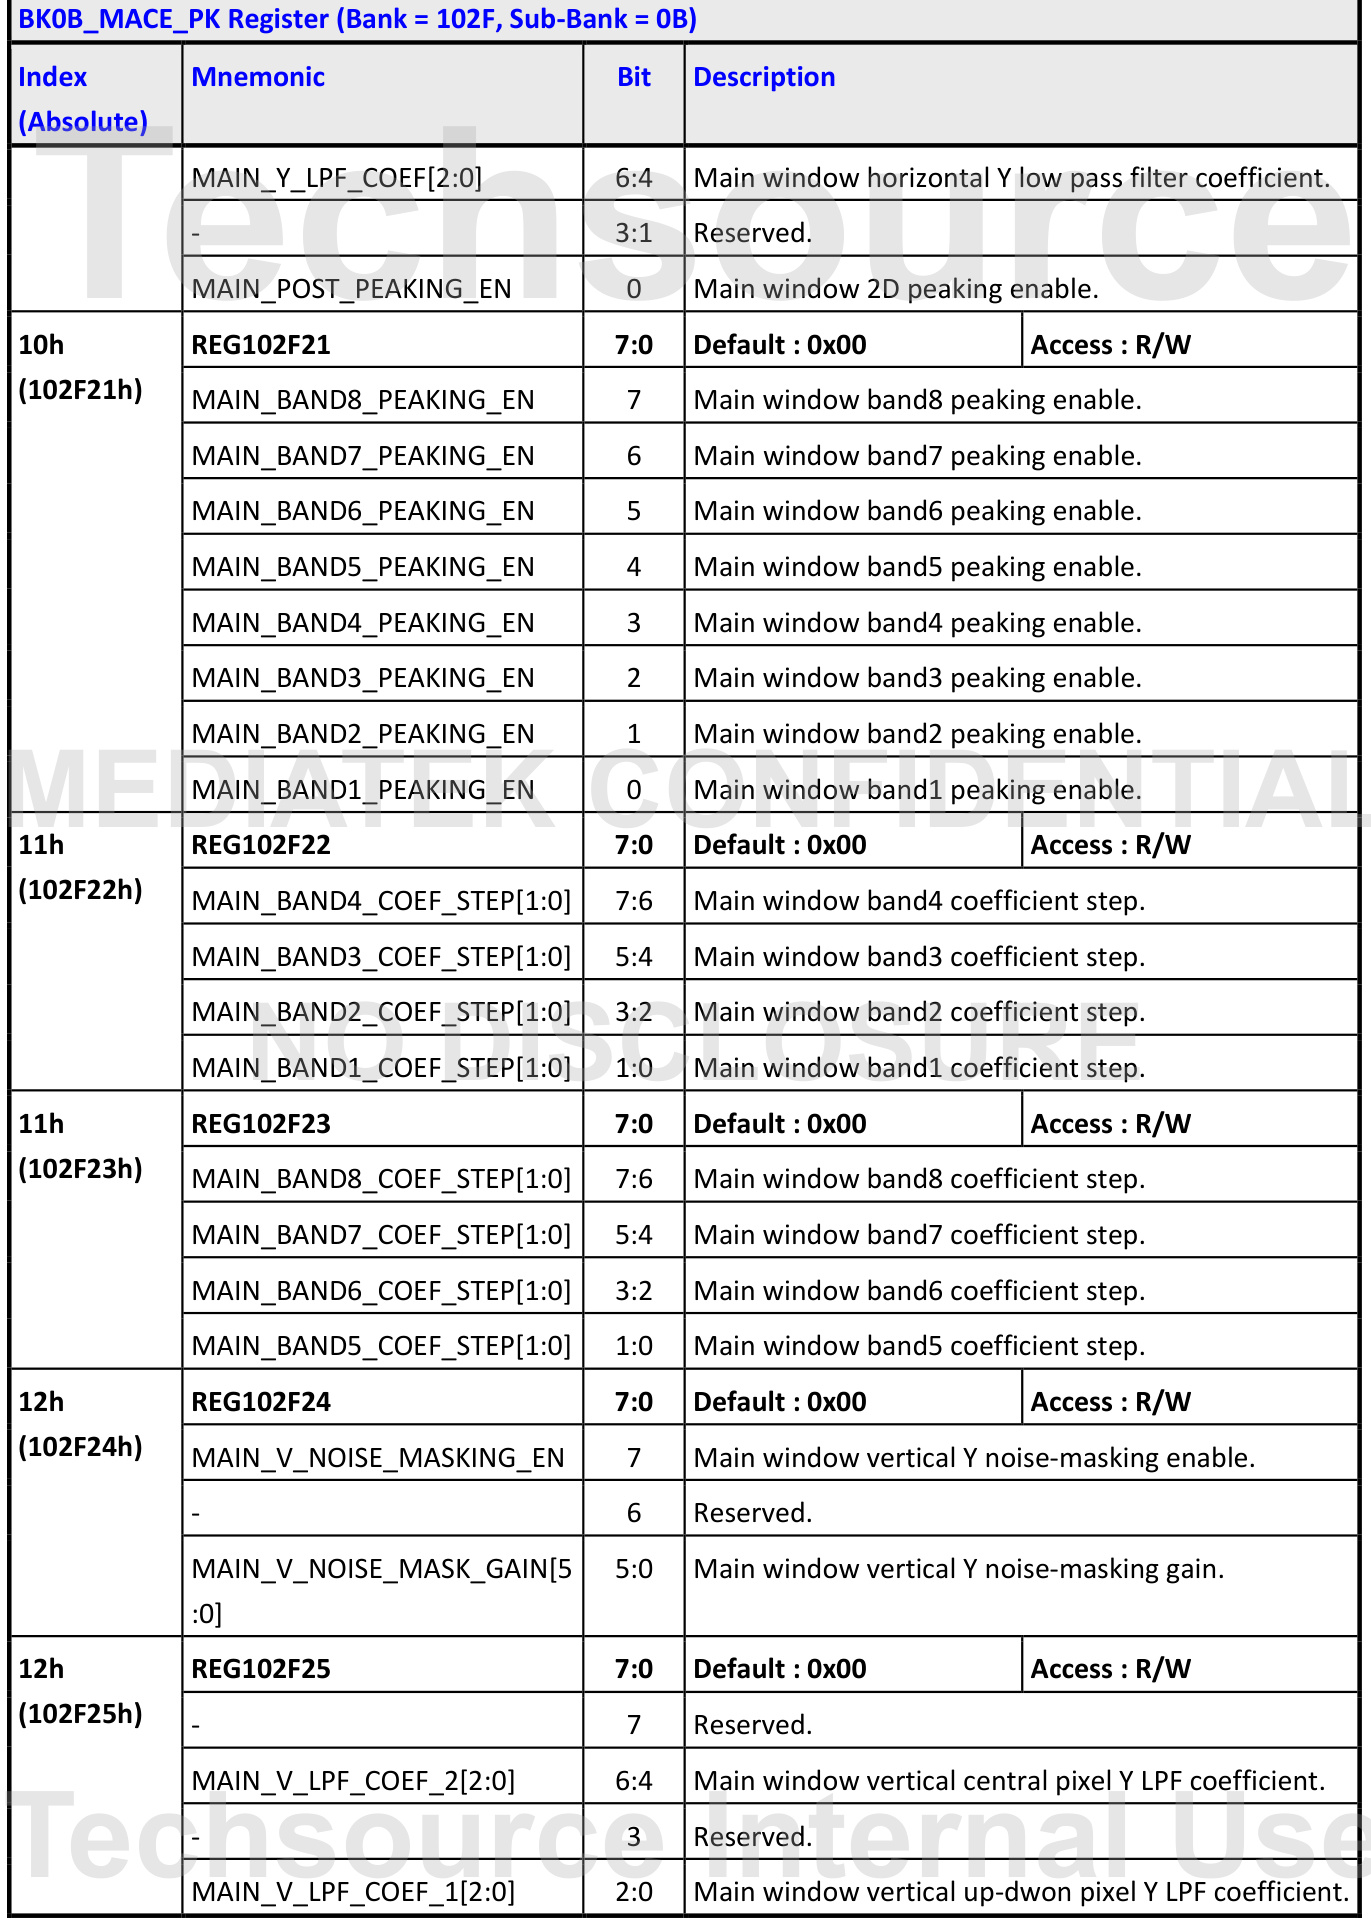 BK0B_MACE_PK Register (Bank = 102F, Sub-Bank = 0B)
Index (Absolute) Mnemonic Bit Description
MAIN_Y_LPF_COEF[2:0] 6:4 Main window horizontal Y low pass filter coefficient.
- 3:1 Reserved.
MAIN_POST_PEAKING_EN 0 Main window 2D peaking enable.
10h (102F21h) REG102F21 7:0 Default : 0x00 Access : R/W
MAIN_BAND8_PEAKING_EN 7 Main window band8 peaking enable.
MAIN_BAND7_PEAKING_EN 6 Main window band7 peaking enable.
MAIN_BAND6_PEAKING_EN 5 Main window band6 peaking enable.
MAIN_BAND5_PEAKING_EN 4 Main window band5 peaking enable.
MAIN_BAND4_PEAKING_EN 3 Main window band4 peaking enable.
MAIN_BAND3_PEAKING_EN 2 Main window band3 peaking enable.
MAIN_BAND2_PEAKING_EN 1 Main window band2 peaking enable.
MAIN_BAND1_PEAKING_EN 0 Main window band1 peaking enable.
11h (102F22h) REG102F22 7:0 Default : 0x00 Access : R/W
MAIN_BAND4_COEF_STEP[1:0] 7:6 Main window band4 coefficient step.
MAIN_BAND3_COEF_STEP[1:0] 5:4 Main window band3 coefficient step.
MAIN_BAND2_COEF_STEP[1:0] 3:2 Main window band2 coefficient step.
MAIN_BAND1_COEF_STEP[1:0] 1:0 Main window band1 coefficient step.
11h (102F23h) REG102F23 7:0 Default : 0x00 Access : R/W
MAIN_BAND8_COEF_STEP[1:0] 7:6 Main window band8 coefficient step.
MAIN_BAND7_COEF_STEP[1:0] 5:4 Main window band7 coefficient step.
MAIN_BAND6_COEF_STEP[1:0] 3:2 Main window band6 coefficient step.
MAIN_BAND5_COEF_STEP[1:0] 1:0 Main window band5 coefficient step.
12h (102F24h) REG102F24 7:0 Default : 0x00 Access : R/W
MAIN_V_NOISE_MASKING_EN 7 Main window vertical Y noise-masking enable.
- 6 Reserved.
MAIN_V_NOISE_MASK_GAIN[5:0] 5:0 Main window vertical Y noise-masking gain.
12h (102F25h) REG102F25 7:0 Default : 0x00 Access : R/W
- 7 Reserved.
MAIN_V_LPF_COEF_2[2:0] 6:4 Main window vertical central pixel Y LPF coefficient.
- 3 Reserved.
MAIN_V_LPF_COEF_1[2:0] 2:0 Main window vertical up-dwon pixel Y LPF coefficient.
Techsource
MEDIATEK CONFIDENTIAL
NO DISCLOSURE
Techsource Internal Use